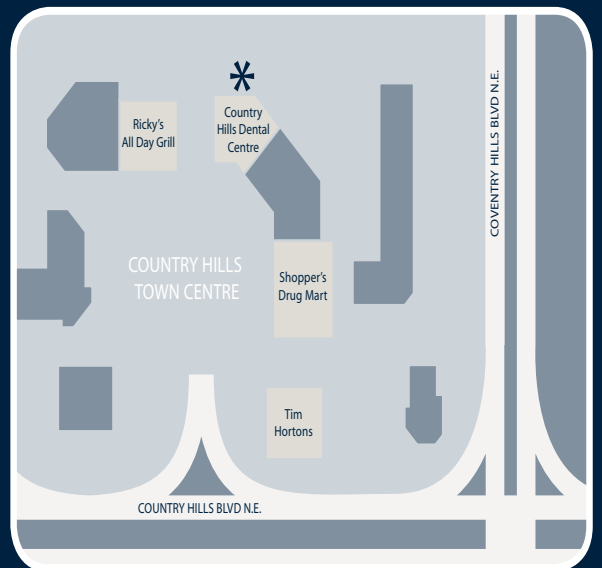 *
Country
Hills Dental
Centre
Ricky's
All Day Grill
COVENTRY HILLS BLVD N.E.
COUNTRY HILLS
TOWN CENTRE
Shopper's
Drug Mart
Tim
Hortons
COUNTRY HILLS BLVD N.E.